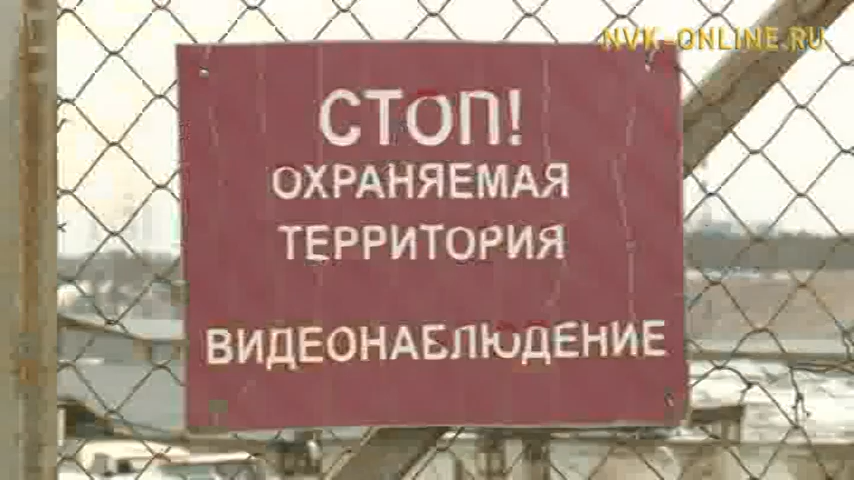 NVK-ONLINE.RU
СТОП!
ОХРАНЯЕМАЯ
ТЕРРИТОРИЯ
ВИДЕОНАБЛЮДЕНИЕ